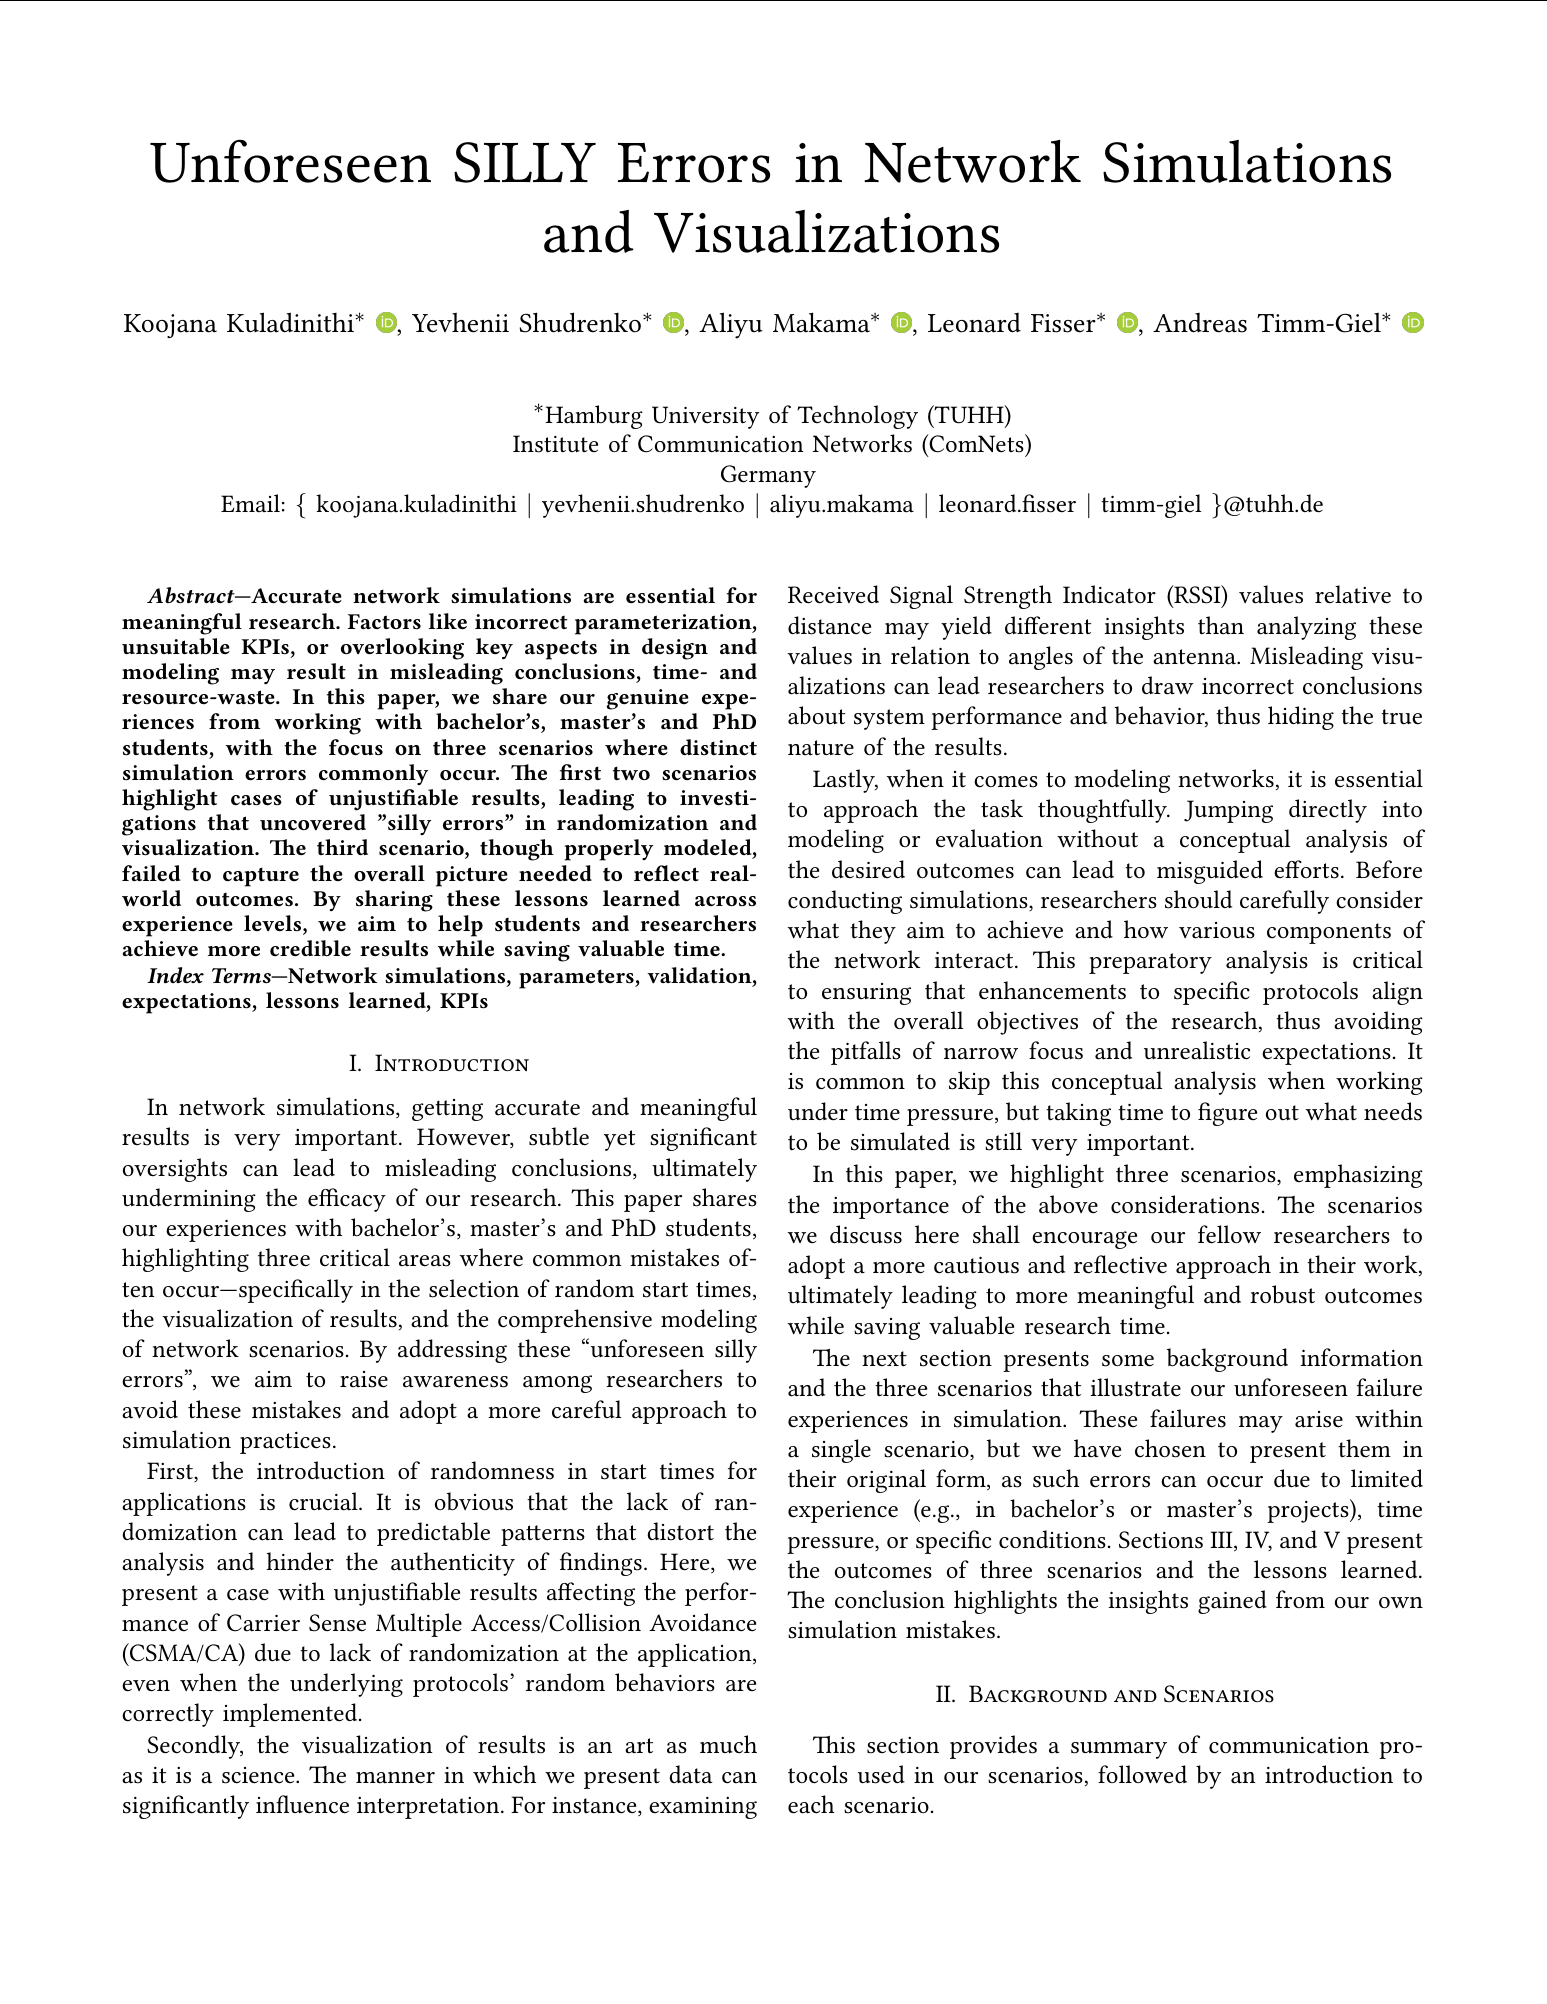 Unforeseen SILLY Errors in Network Simulations
and Visualizations
Koojana Kuladinithi* iD, Yevhenii Shudrenko* iD, Aliyu Makama* iD, Leonard Fisser* iD, Andreas Timm-Giel* iD
*Hamburg University of Technology (TUHH)
Institute of Communication Networks (ComNets)
Germany
Email: { koojana.kuladinithi | yevhenii.shudrenko | aliyu.makama | leonard.fisser | timm-giel }@tuhh.de
Abstract—Accurate network simulations are essential for
meaningful research. Factors like incorrect parameterization,
unsuitable KPIs, or overlooking key aspects in design and
modeling may result in misleading conclusions, time- and
resource-waste. In this paper, we share our genuine expe-
riences from working with bachelor's, master's and PhD
students, with the focus on three scenarios where distinct
simulation errors commonly occur. The first two scenarios
highlight cases of unjustifiable results, leading to investi-
gations that uncovered ”silly errors” in randomization and
visualization. The third scenario, though properly modeled,
failed to capture the overall picture needed to reflect real-
world outcomes. By sharing these lessons learned across
experience levels, we aim to help students and researchers
achieve more credible results while saving valuable time.
Index Terms—Network simulations, parameters, validation,
expectations, lessons learned, KPIs
I. Introduction
In network simulations, getting accurate and meaningful
results is very important. However, subtle yet significant
oversights can lead to misleading conclusions, ultimately
undermining the efficacy of our research. This paper shares
our experiences with bachelor's, master's and PhD students,
highlighting three critical areas where common mistakes of-
ten occur—specifically in the selection of random start times,
the visualization of results, and the comprehensive modeling
of network scenarios. By addressing these “unforeseen silly
errors”, we aim to raise awareness among researchers to
avoid these mistakes and adopt a more careful approach to
simulation practices.
First, the introduction of randomness in start times for
applications is crucial. It is obvious that the lack of ran-
domization can lead to predictable patterns that distort the
analysis and hinder the authenticity of findings. Here, we
present a case with unjustifiable results affecting the perfor-
mance of Carrier Sense Multiple Access/Collision Avoidance
(CSMA/CA) due to lack of randomization at the application,
even when the underlying protocols' random behaviors are
correctly implemented.
Secondly, the visualization of results is an art as much
as it is a science. The manner in which we present data can
significantly influence interpretation. For instance, examining
Received Signal Strength Indicator (RSSI) values relative to
distance may yield different insights than analyzing these
values in relation to angles of the antenna. Misleading visu-
alizations can lead researchers to draw incorrect conclusions
about system performance and behavior, thus hiding the true
nature of the results.
Lastly, when it comes to modeling networks, it is essential
to approach the task thoughtfully. Jumping directly into
modeling or evaluation without a conceptual analysis of
the desired outcomes can lead to misguided efforts. Before
conducting simulations, researchers should carefully consider
what they aim to achieve and how various components of
the network interact. This preparatory analysis is critical
to ensuring that enhancements to specific protocols align
with the overall objectives of the research, thus avoiding
the pitfalls of narrow focus and unrealistic expectations. It
is common to skip this conceptual analysis when working
under time pressure, but taking time to figure out what needs
to be simulated is still very important.
In this paper, we highlight three scenarios, emphasizing
the importance of the above considerations. The scenarios
we discuss here shall encourage our fellow researchers to
adopt a more cautious and reflective approach in their work,
ultimately leading to more meaningful and robust outcomes
while saving valuable research time.
The next section presents some background information
and the three scenarios that illustrate our unforeseen failure
experiences in simulation. These failures may arise within
a single scenario, but we have chosen to present them in
their original form, as such errors can occur due to limited
experience (e.g., in bachelor's or master's projects), time
pressure, or specific conditions. Sections III, IV, and V present
the outcomes of three scenarios and the lessons learned.
The conclusion highlights the insights gained from our own
simulation mistakes.
II. Background and Scenarios
This section provides a summary of communication pro-
tocols used in our scenarios, followed by an introduction to
each scenario.